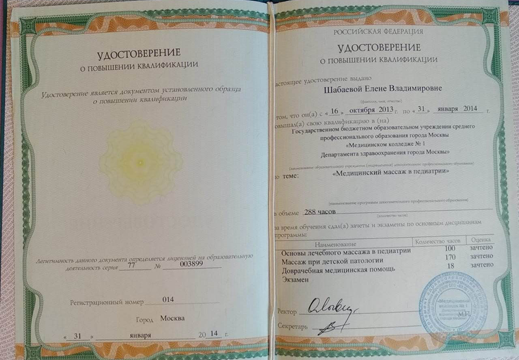 УДОСТОВЕРЕНИЕ
О ПОВЫШЕНИИ КВАЛИФИКАЦИИ
Удостоверение является документом установленного образца
о повышении квалификации
Деятельность данного документа определяется лицензией на образовательную
деятельность серия 77 № 003899
Регистрационный номер 014
Город Москва
« 31 » января 20 14 г.
РОССИЙСКАЯ ФЕДЕРАЦИЯ
УДОСТОВЕРЕНИЕ
О ПОВЫШЕНИИ КВАЛИФИКАЦИИ
настоящее удостоверение выдано
Шабаевой Елене Владимировне
том, что он(а) с « 16 » октября 2013 г. по « 31 » января 2014 г.
повышал(а) свою квалификацию в (на)
Государственном бюджетном образовательном учреждении среднего
профессионального образования города Москвы
«Медицинском колледже № 1
Департамента здравоохранения города Москвы»
по теме: «Медицинский массаж в педиатрии»
в объеме 288 часов
за время обучения сдал(а) зачеты и экзамены по основным дисциплинам
программы:
Наименование Количество часов Оценка
Основы лечебного массажа в педиатрии 100 зачтено
Массаж при детской патологии 170 зачтено
Доврачебная медицинская помощь 18 зачтено
Экзамен
Ректор
Секретарь